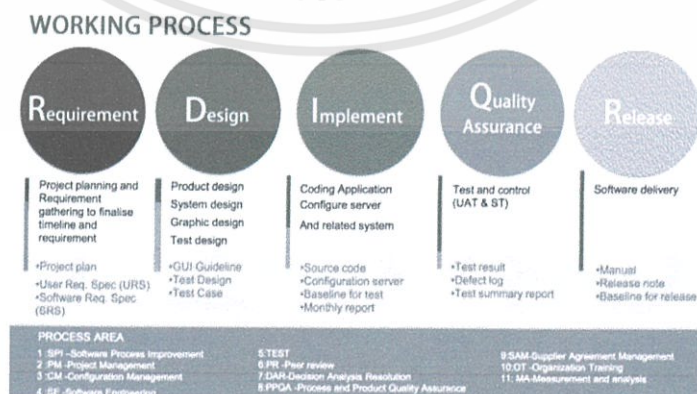 WORKING PROCESS
Requirement
Design
Implement
Quality
Assurance
Release
Project planning and
Requirement
gathering to finalise
timeline and
requirement
•Project plan
•User Req. Spec (URS)
•Software Req. Spec
(SRS)
Product design
System design
Graphic design
Test design
•GUI Guideline
•Test Design
•Test Case
Coding Application
Configure server
And related system
•Source code
•Configuration server
•Baseline for test
•Monthly report
Test and control
(UAT & ST)
•Test result
•Defect log
•Test summary report
Software delivery
•Manual
•Release note
•Baseline for release
PROCESS AREA
1 :SPI -Software Process Improvement
2 :PM -Project Management
3 :CM -Configuration Management
4 :SE -Software Engineering
5:TEST
6:PR -Peer review
7:DAR-Decision Analysis Resolution
8:PPQA -Process and Product Quality Assurance
9:SAM-Supplier Agreement Management
10:OT -Organization Training
11: MA-Measurement and analysis